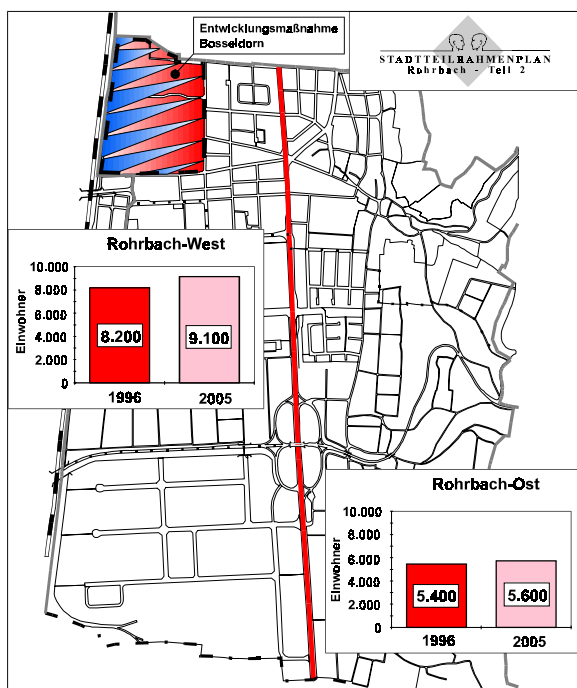 Entwicklungsmaßnahme
Bosseldorn
STADTTEILRAHMENPLAN
Rohrbach - Teil 2
Rohrbach-West
Einwohner
10.000
8.000
6.000
4.000
2.000
0
8.200
9.100
1996
2005
Rohrbach-Ost
Einwohner
10.000
8.000
6.000
4.000
2.000
0
5.400
5.600
1996
2005